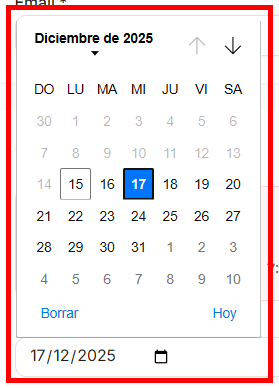 Email *
Diciembre de 2025
DO LU MA MI JU VI SA
30 1 2 3 4 5 6
7 8 9 10 11 12 13
14 15 16 17 18 19 20
21 22 23 24 25 26 27
28 29 30 31 1 2 3
4 5 6 7 8 9 10
Borrar Hoy
17/12/2025